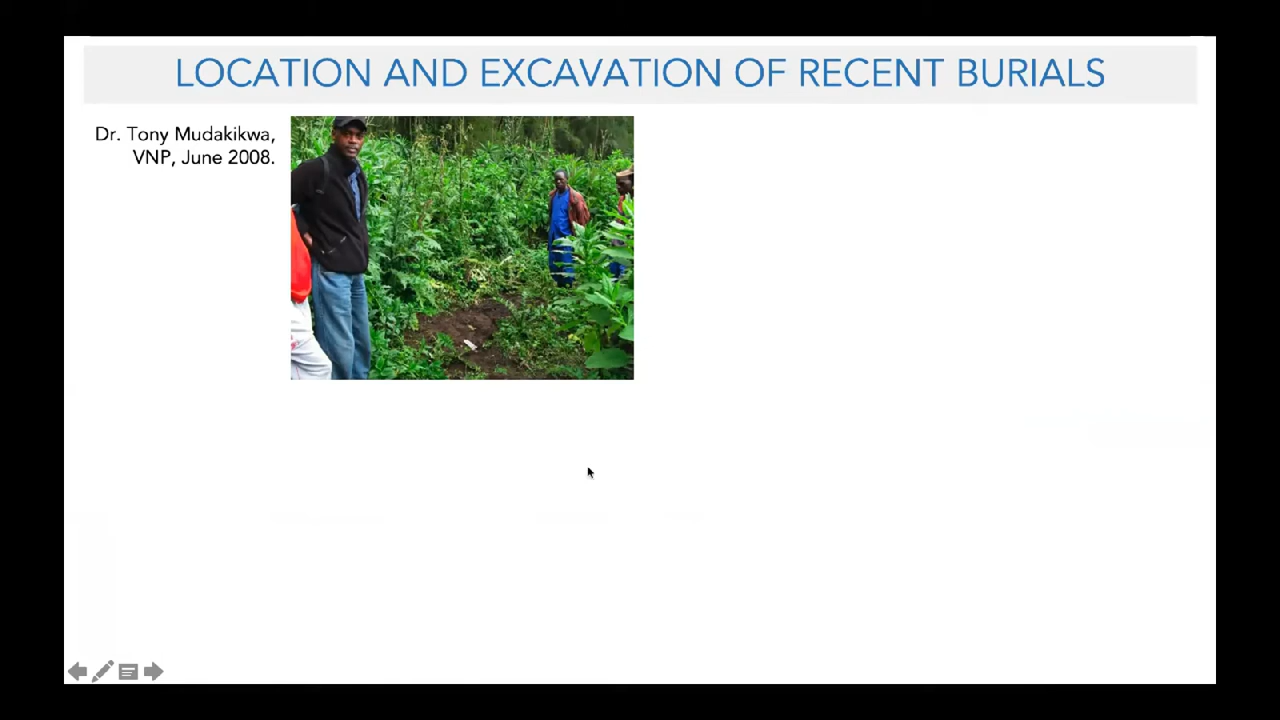 LOCATION AND EXCAVATION OF RECENT BURIALS
Dr. Tony Mudakikwa,
VNP, June 2008.